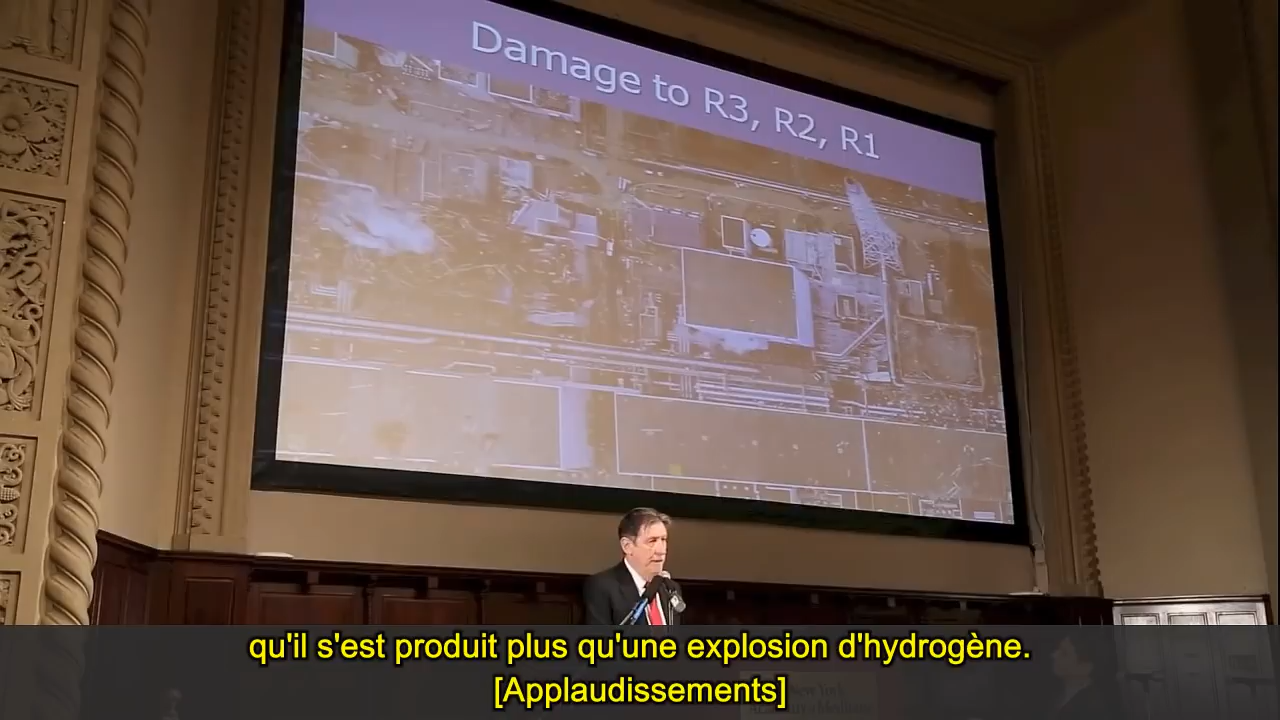 Damage to R3, R2, R1
qu'il s'est produit plus qu'une explosion d'hydrogène.
[Applaudissements]